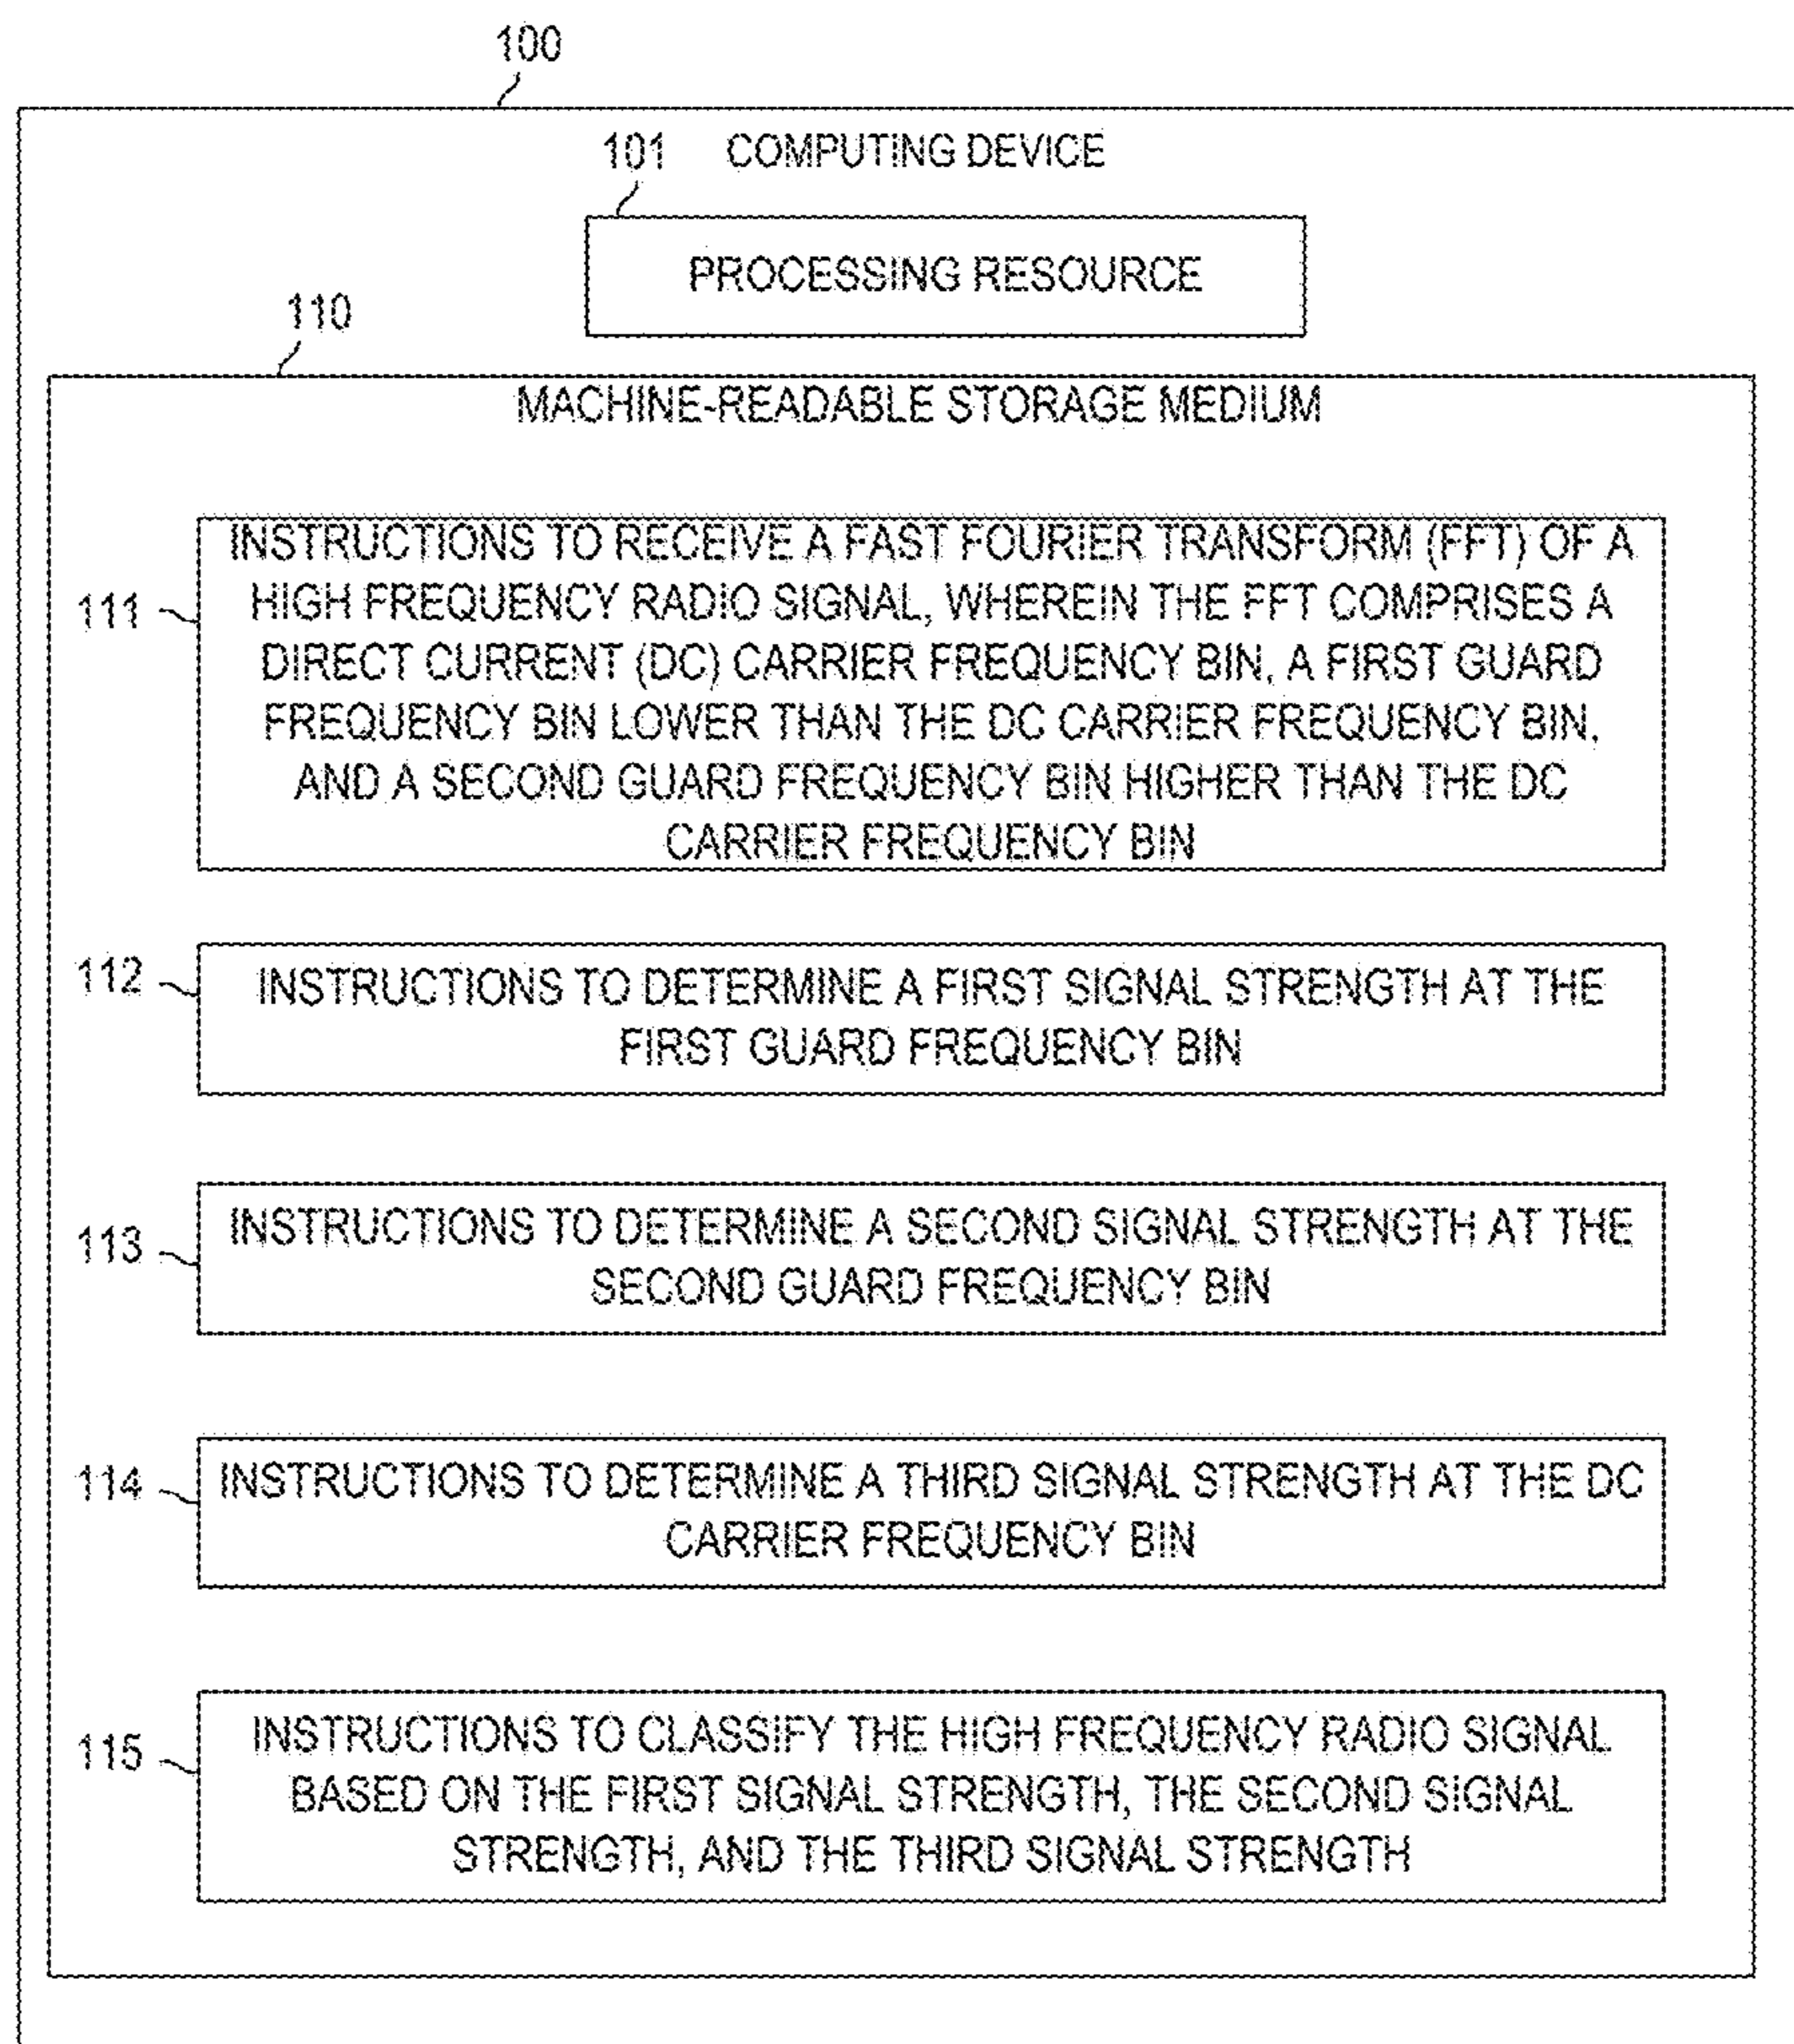 100
101 COMPUTING DEVICE
PROCESSING RESOURCE
110
MACHINE-READABLE STORAGE MEDIUM
INSTRUCTIONS TO RECEIVE A FAST FOURIER TRANSFORM (FFT) OF A
111 HIGH FREQUENCY RADIO SIGNAL, WHEREIN THE FFT COMPRISES A
DIRECT CURRENT (DC) CARRIER FREQUENCY BIN, A FIRST GUARD
FREQUENCY BIN LOWER THAN THE DC CARRIER FREQUENCY BIN,
AND A SECOND GUARD FREQUENCY BIN HIGHER THAN THE DC
CARRIER FREQUENCY BIN
112 INSTRUCTIONS TO DETERMINE A FIRST SIGNAL STRENGTH AT THE
FIRST GUARD FREQUENCY BIN
113 INSTRUCTIONS TO DETERMINE A SECOND SIGNAL STRENGTH AT THE
SECOND GUARD FREQUENCY BIN
114 INSTRUCTIONS TO DETERMINE A THIRD SIGNAL STRENGTH AT THE DC
CARRIER FREQUENCY BIN
115 INSTRUCTIONS TO CLASSIFY THE HIGH FREQUENCY RADIO SIGNAL
BASED ON THE FIRST SIGNAL STRENGTH, THE SECOND SIGNAL
STRENGTH, AND THE THIRD SIGNAL STRENGTH